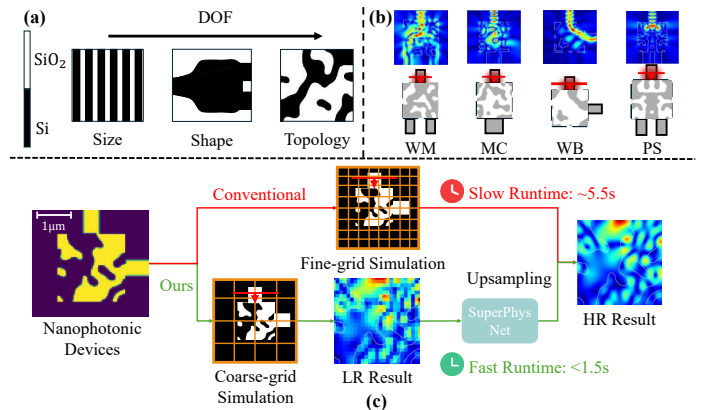 (a)
DOF
SiO₂
Si
Size
Shape
Topology
(b)
WM
MC
WB
PS
1μm
Nanophotonic
Devices
Conventional
Ours
Fine-grid Simulation
Slow Runtime: ~5.5s
Coarse-grid
Simulation
LR Result
Upsampling
SuperPhys
Net
Fast Runtime: <1.5s
HR Result
(c)